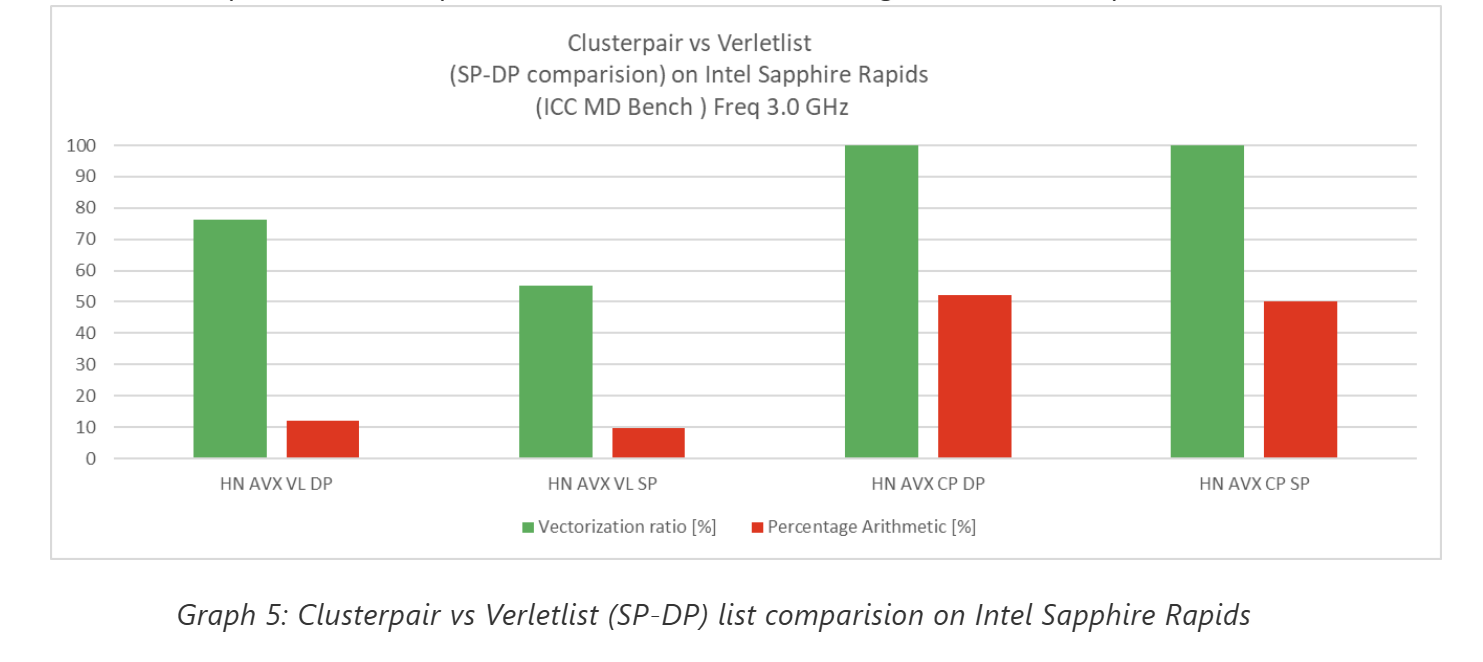 Clusterpair vs Verletlist
(SP-DP comparision) on Intel Sapphire Rapids
(ICC MD Bench ) Freq 3.0 GHz
100
90
80
70
60
50
40
30
20
10
0
HN AVX VL DP
HN AVX VL SP
HN AVX CP DP
HN AVX CP SP
Vectorization ratio [%]
Percentage Arithmetic [%]
Graph 5: Clusterpair vs Verletlist (SP-DP) list comparision on Intel Sapphire Rapids